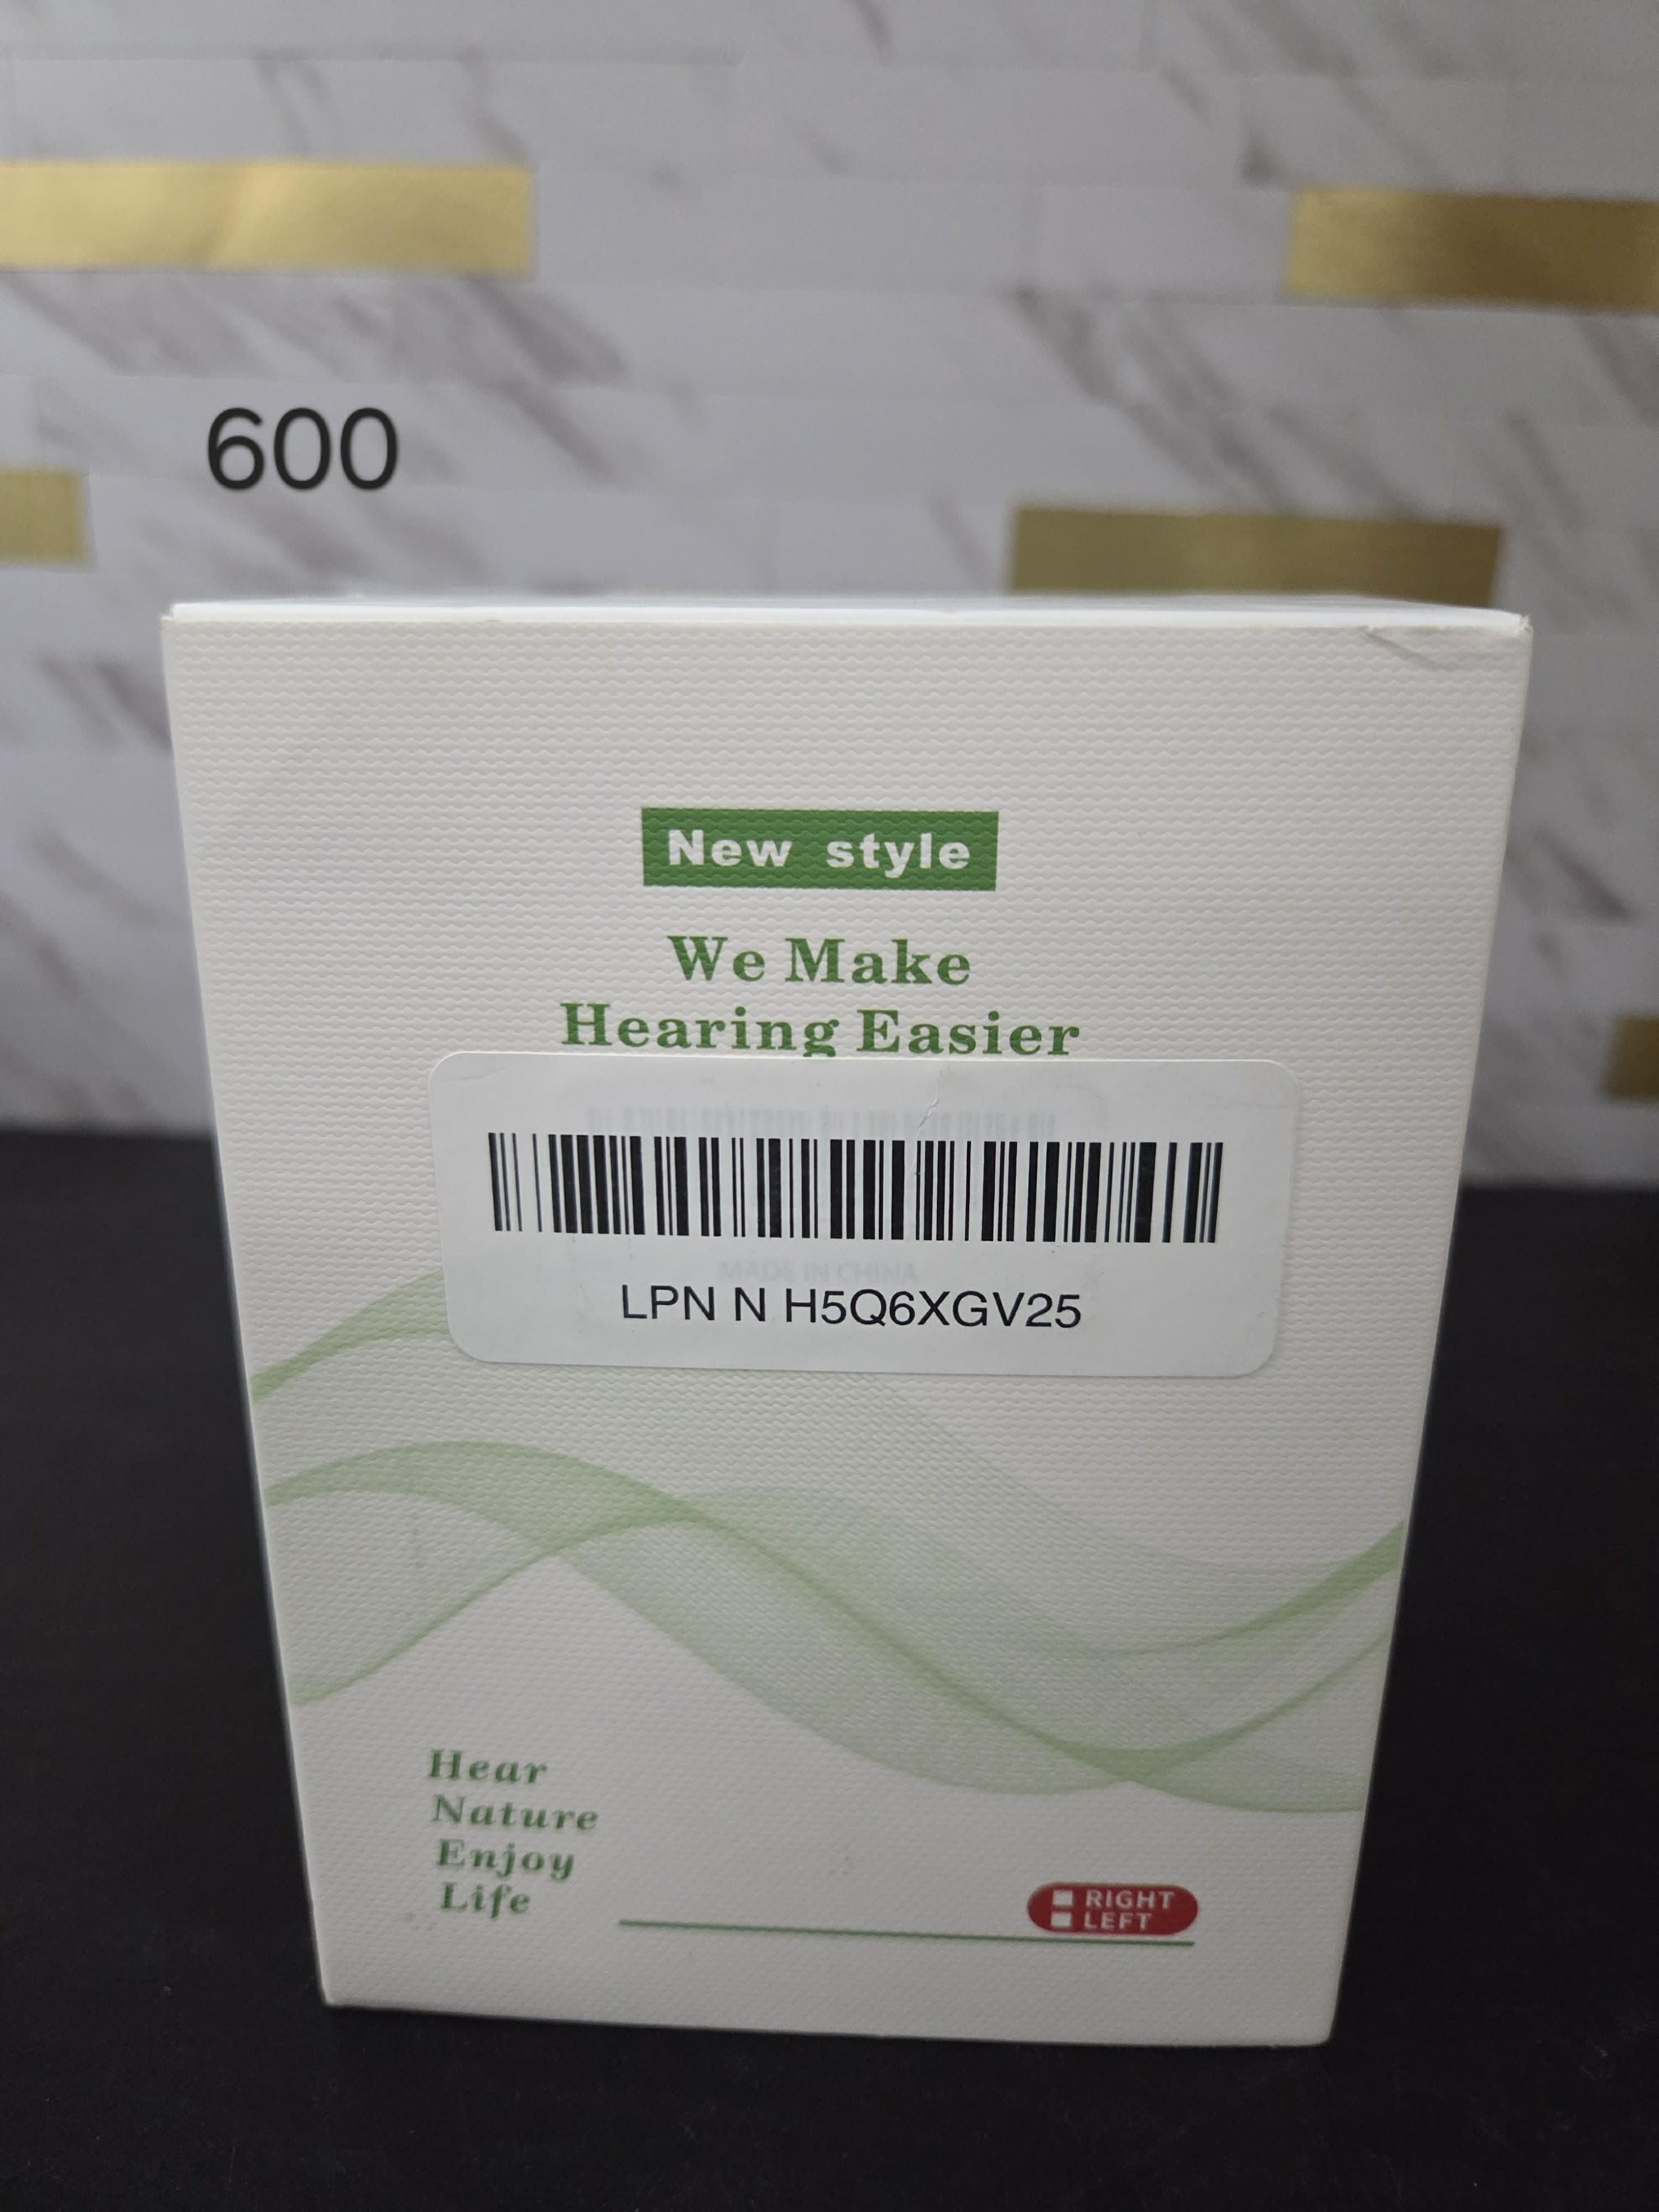 600
New style
We Make
Hearing Easier
MADE IN CHINA
LPN N H5Q6XGV25
Hear
Nature
Enjoy
Life
RIGHT
LEFT